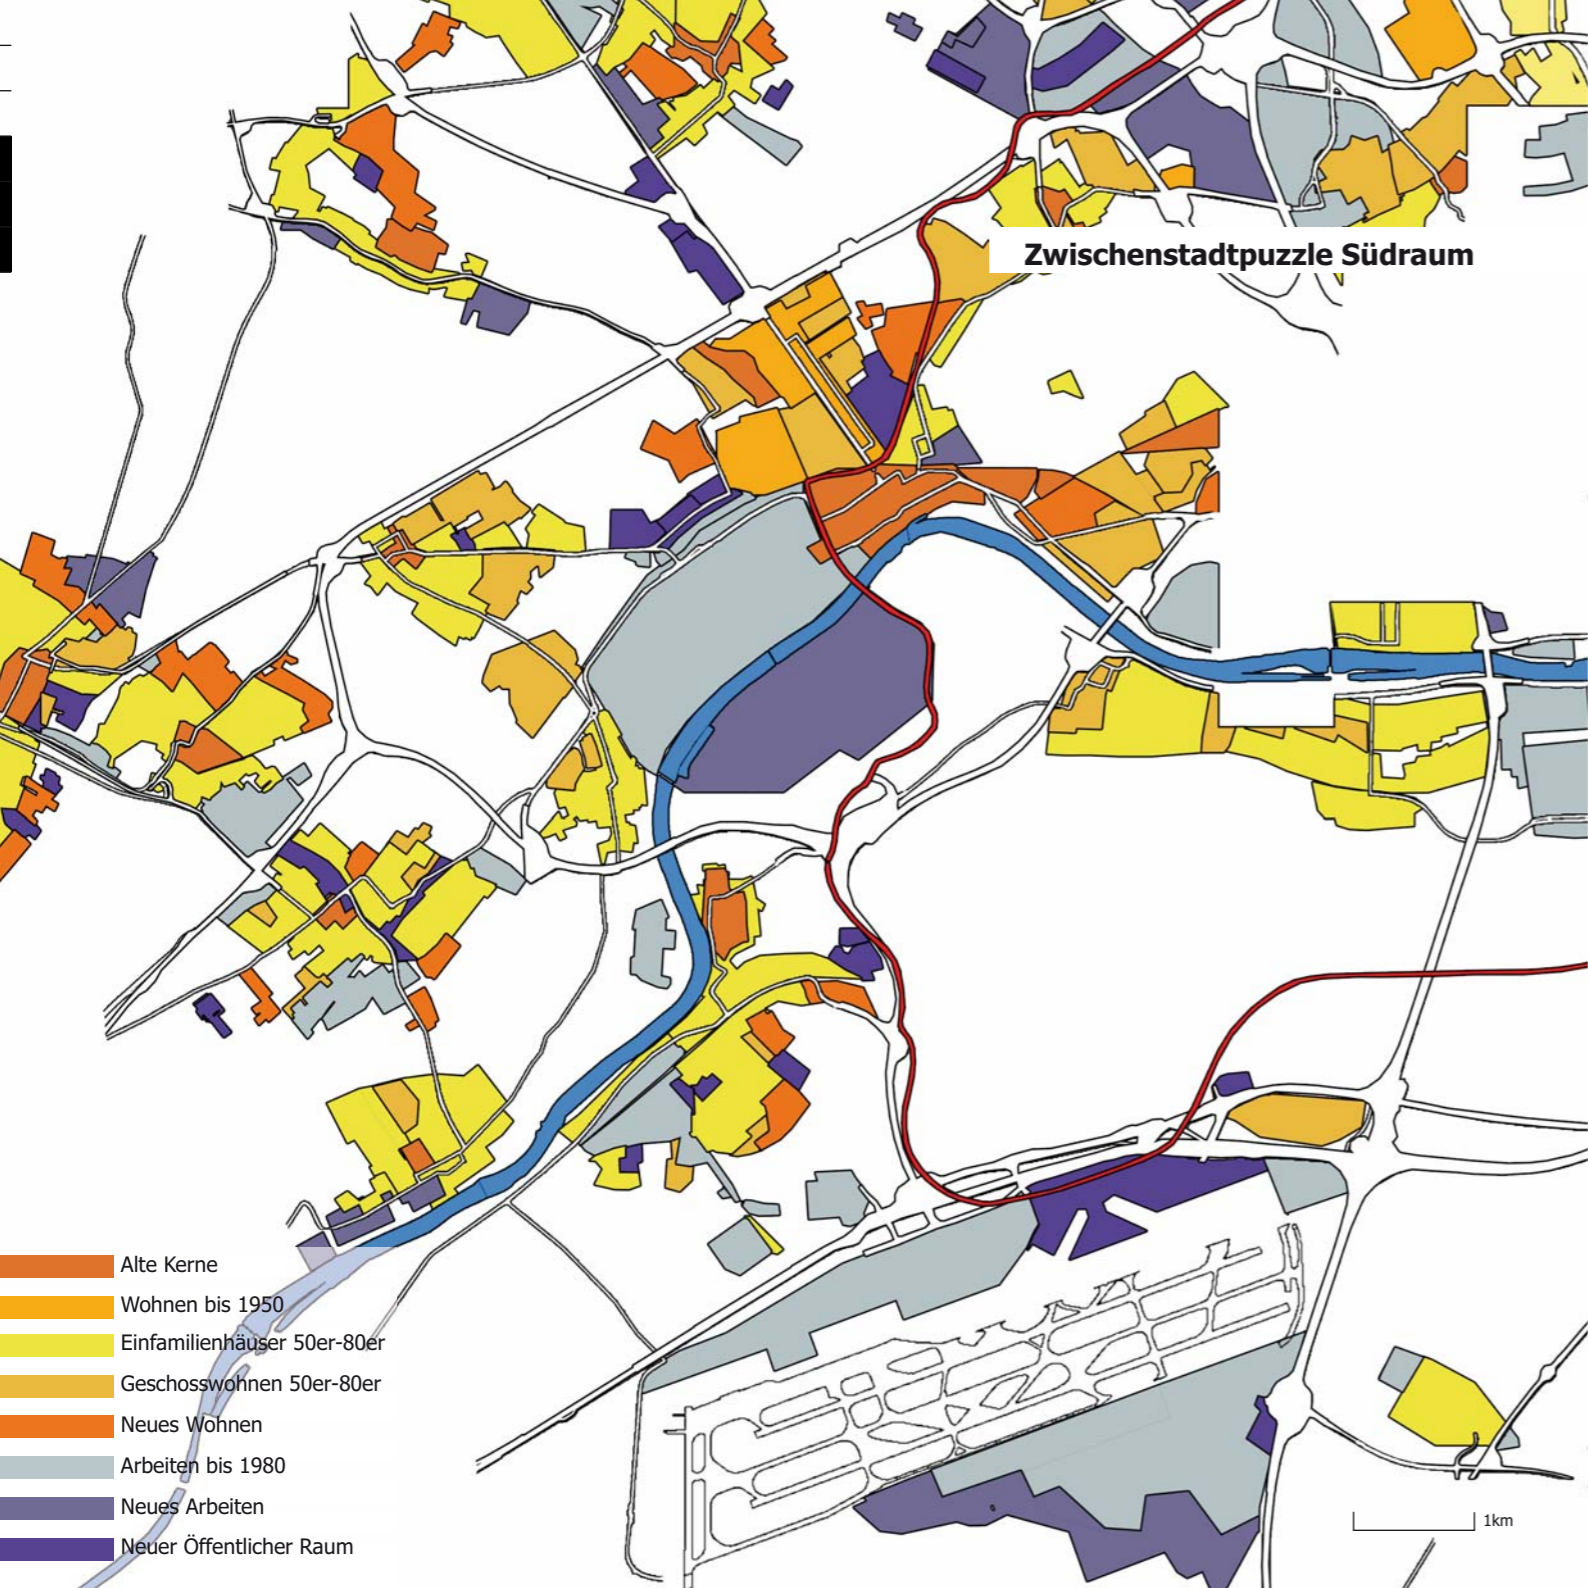 Zwischenstadtpuzzle Südraum
Alte Kerne
Wohnen bis 1950
Einfamilienhäuser 50er-80er
Geschosswohnen 50er-80er
Neues Wohnen
Arbeiten bis 1980
Neues Arbeiten
Neuer Öffentlicher Raum
1km